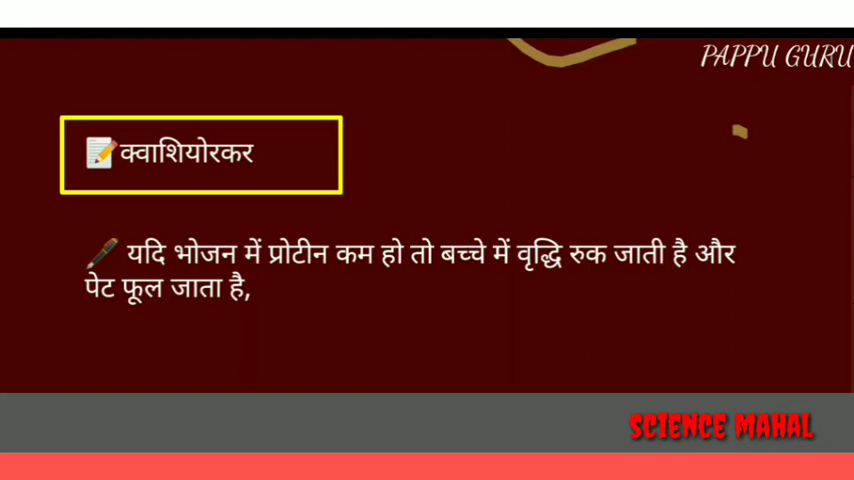 PAPPU GURU
📝क्वाशियोरकर
🖋️ यदि भोजन में प्रोटीन कम हो तो बच्चे में वृद्धि रुक जाती है और
पेट फूल जाता है,
SCIENCE MAHAL